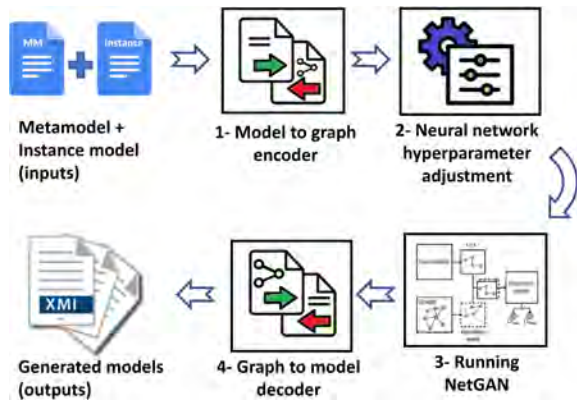 MM
Instance
Metamodel +
Instance model
(inputs)
1- Model to graph
encoder
2- Neural network
hyperparameter
adjustment
XMI
Generated models
(outputs)
4- Graph to model
decoder
3- Running
NetGAN